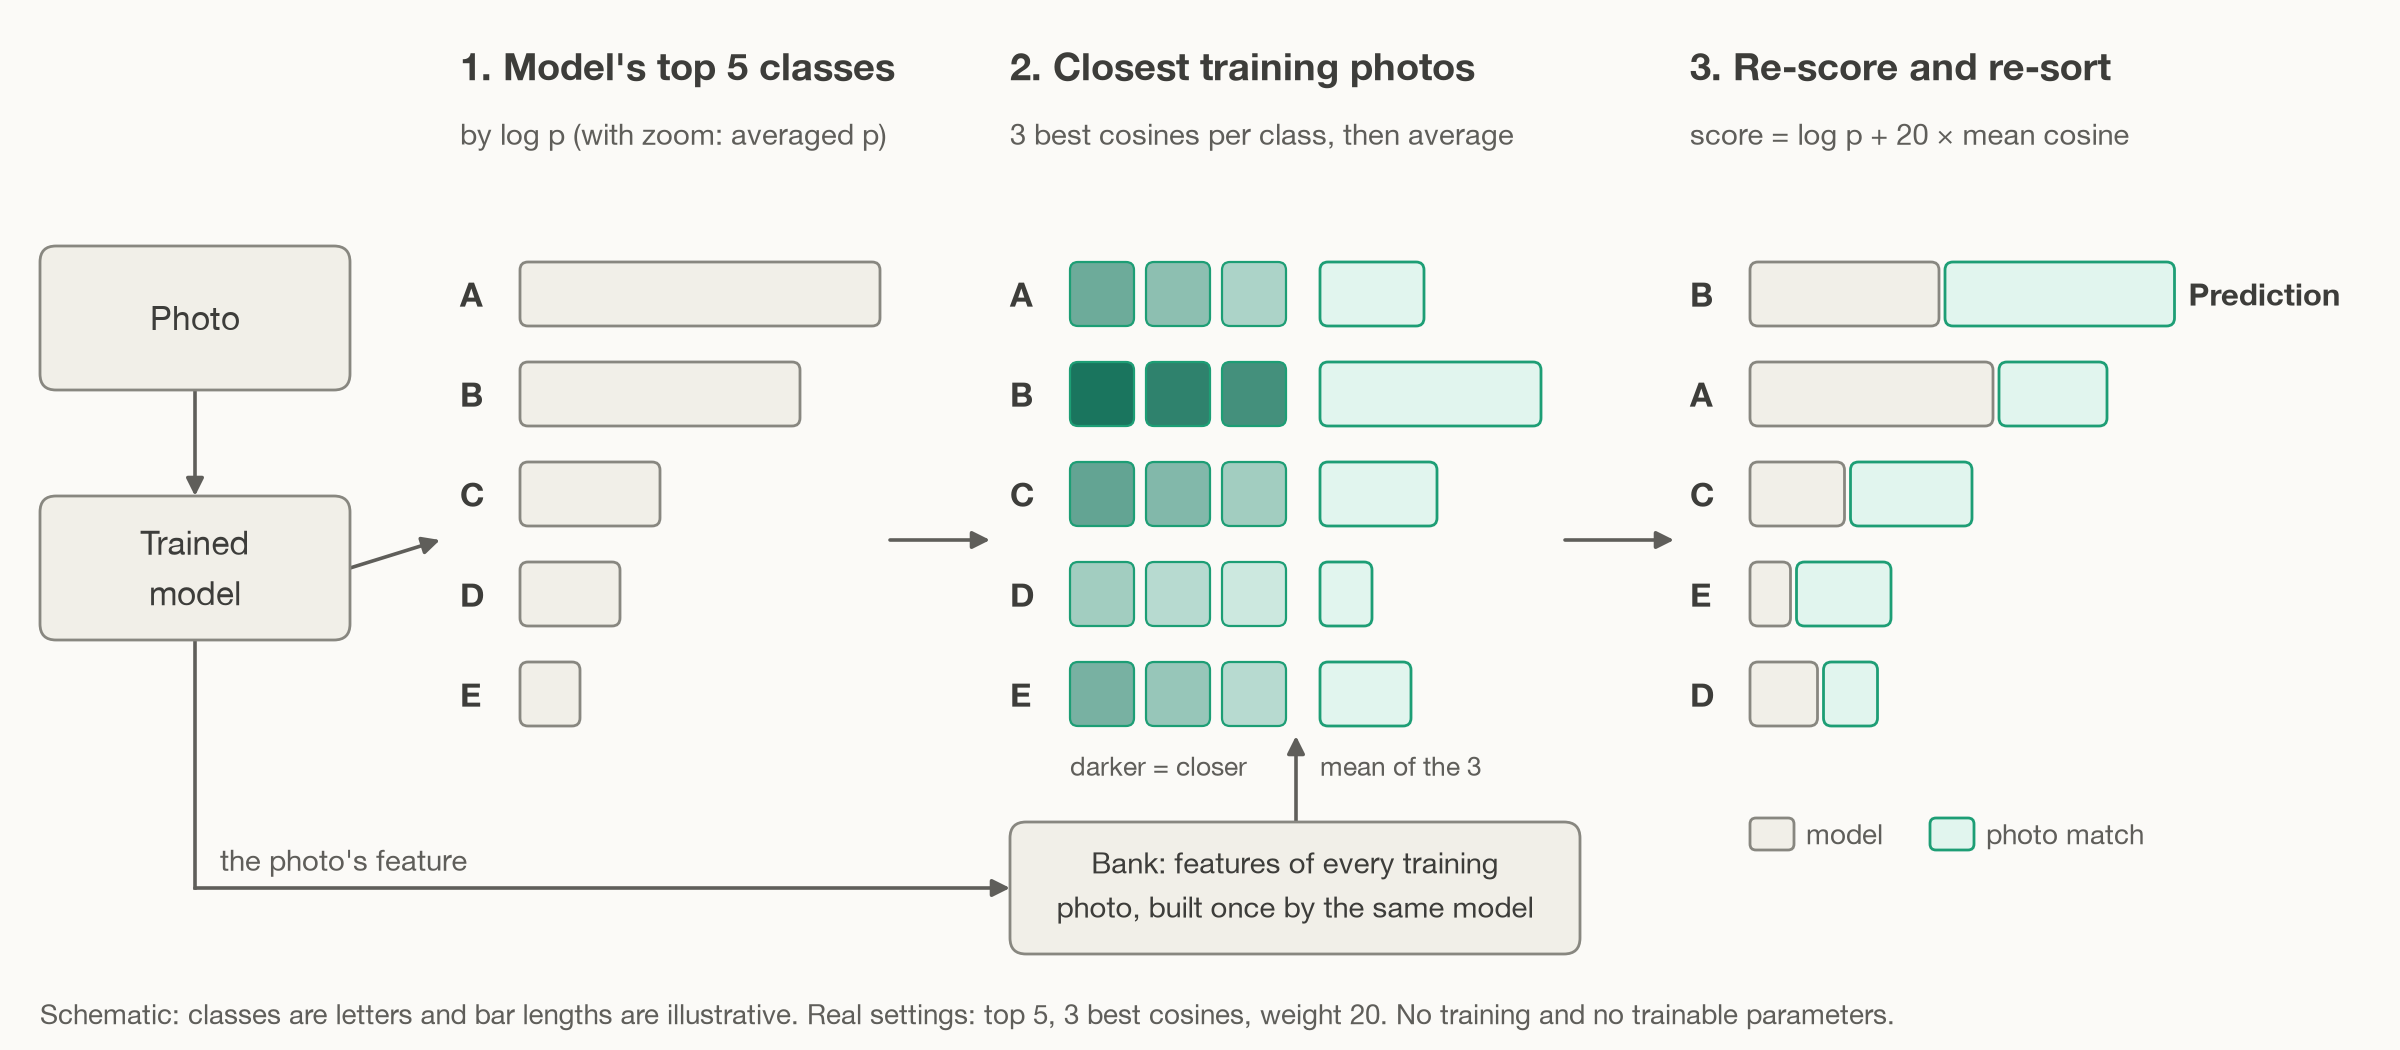 1. Model's top 5 classes
by log p (with zoom: averaged p)
2. Closest training photos
3 best cosines per class, then average
3. Re-score and re-sort
score = log p + 20 × mean cosine
Photo
Trained
model
A
B
C
D
E
A
B
C
D
E
darker = closer
mean of the 3
B
Prediction
A
C
E
D
model
photo match
the photo's feature
Bank: features of every training
photo, built once by the same model
Schematic: classes are letters and bar lengths are illustrative. Real settings: top 5, 3 best cosines, weight 20. No training and no trainable parameters.